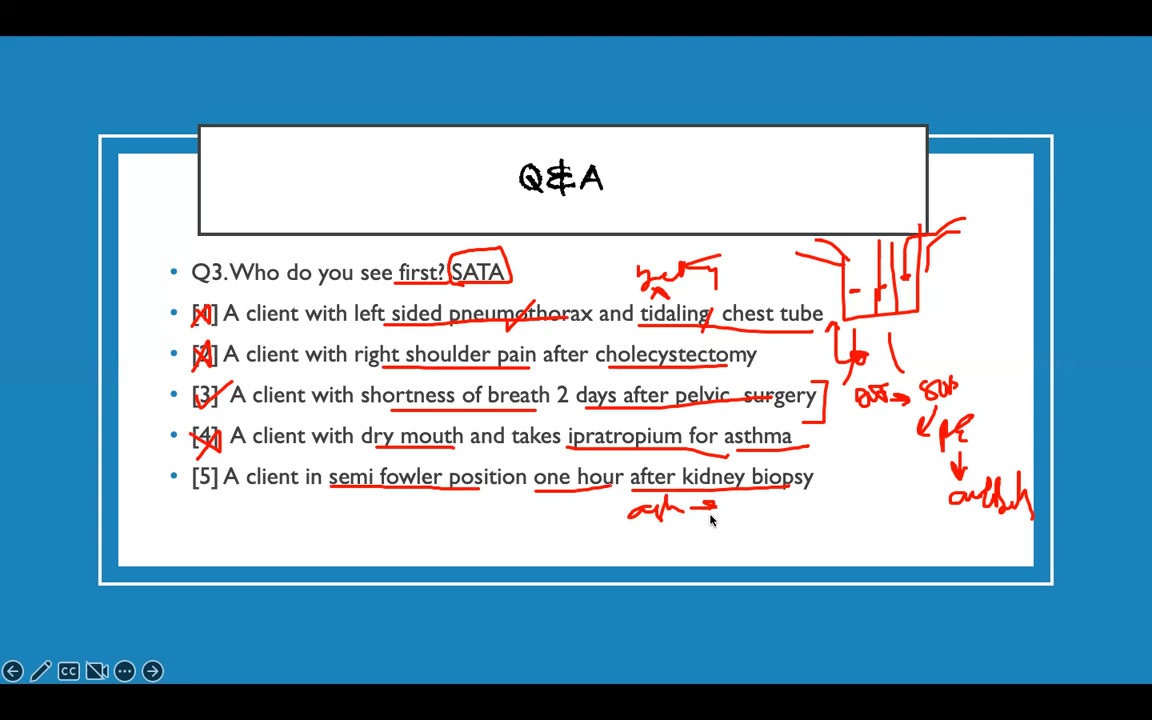 Q&A
Q3. Who do you see first? SATA
[1] A client with left sided pneumothorax and tidaling chest tube
[2] A client with right shoulder pain after cholecystectomy
[3] A client with shortness of breath 2 days after pelvic surgery
[4] A client with dry mouth and takes ipratropium for asthma
[5] A client in semi fowler position one hour after kidney biopsy
SOB
PE
CC